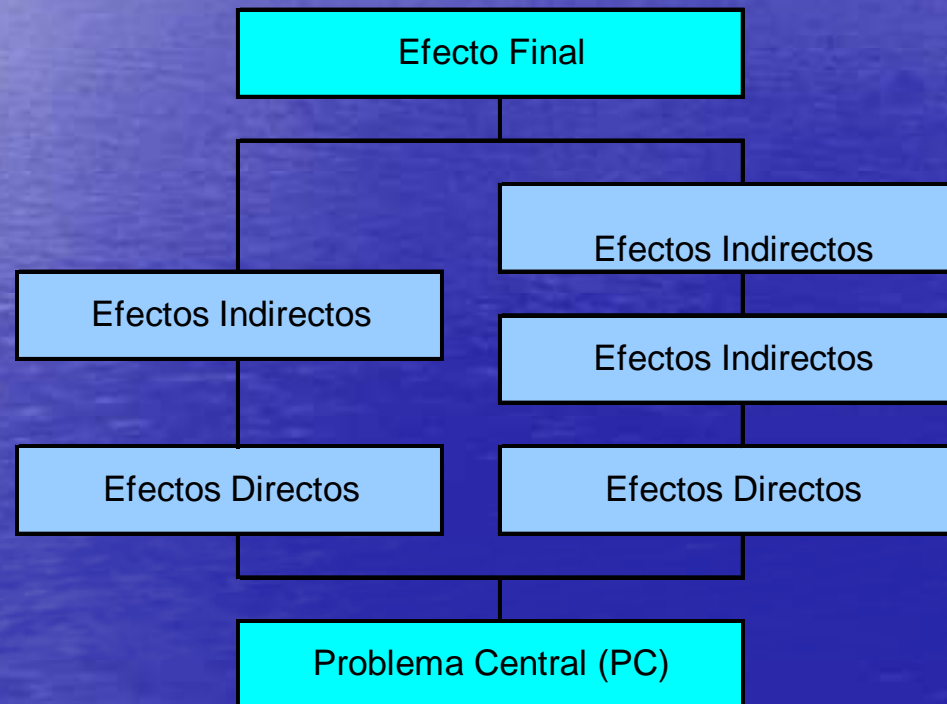 Efecto Final
Efectos Indirectos
Efectos Indirectos
Efectos Indirectos
Efectos Directos
Efectos Directos
Problema Central (PC)